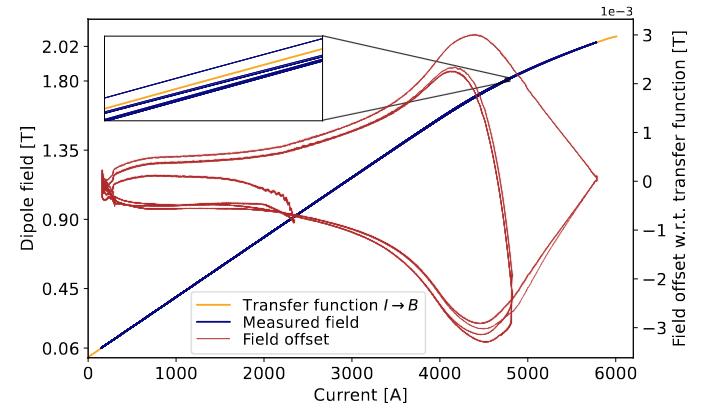 1e−3
2.02
1.80
1.35
0.90
0.45
0.06
Dipole field [T]
3
2
1
0
−1
−2
−3
Field offset w.r.t. transfer function [T]
Transfer function I → B
Measured field
Field offset
0 1000 2000 3000 4000 5000 6000
Current [A]